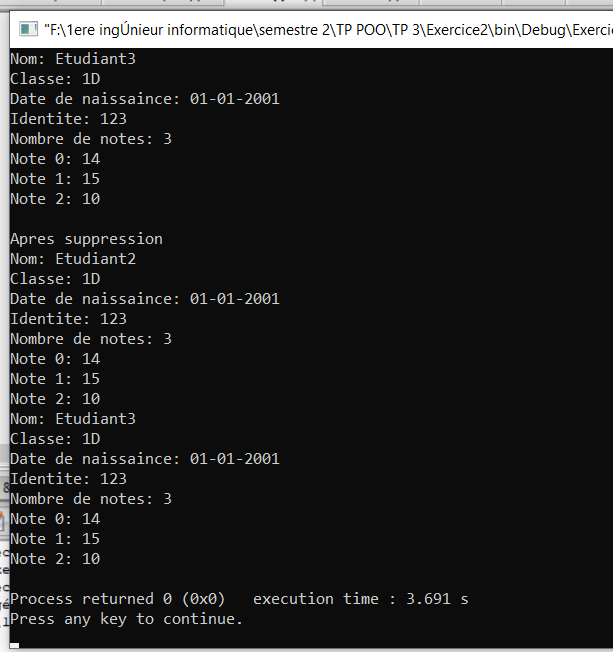 "F:\1ere ingÚnieur informatique\semestre 2\TP POO\TP 3\Exercice2\bin\Debug\Exercic
Nom: Etudiant3
Classe: 1D
Date de naissaince: 01-01-2001
Identite: 123
Nombre de notes: 3
Note 0: 14
Note 1: 15
Note 2: 10
Apres suppression
Nom: Etudiant2
Classe: 1D
Date de naissaince: 01-01-2001
Identite: 123
Nombre de notes: 3
Note 0: 14
Note 1: 15
Note 2: 10
Nom: Etudiant3
Classe: 1D
Date de naissaince: 01-01-2001
Identite: 123
Nombre de notes: 3
Note 0: 14
Note 1: 15
Note 2: 10
Process returned 0 (0x0)   execution time : 3.691 s
Press any key to continue.